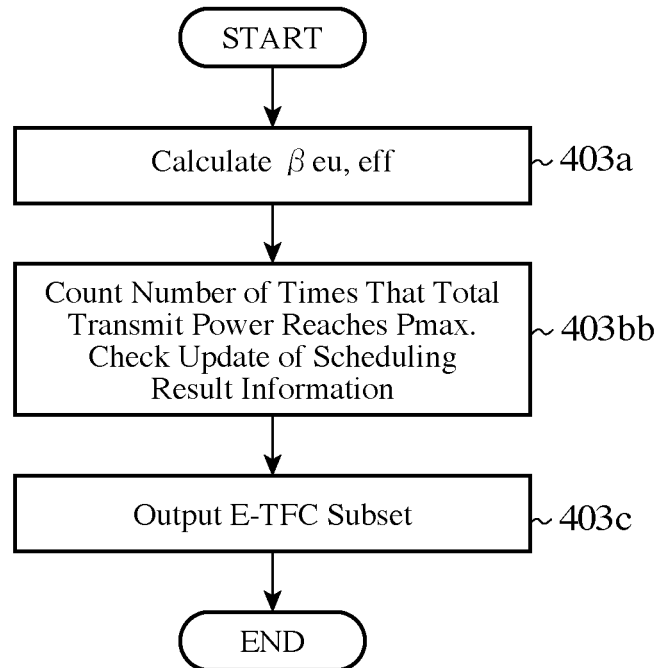 START
Calculate β eu, eff
~403a
Count Number of Times That Total
Transmit Power Reaches Pmax.
Check Update of Scheduling
Result Information
~403bb
Output E-TFC Subset
~403c
END